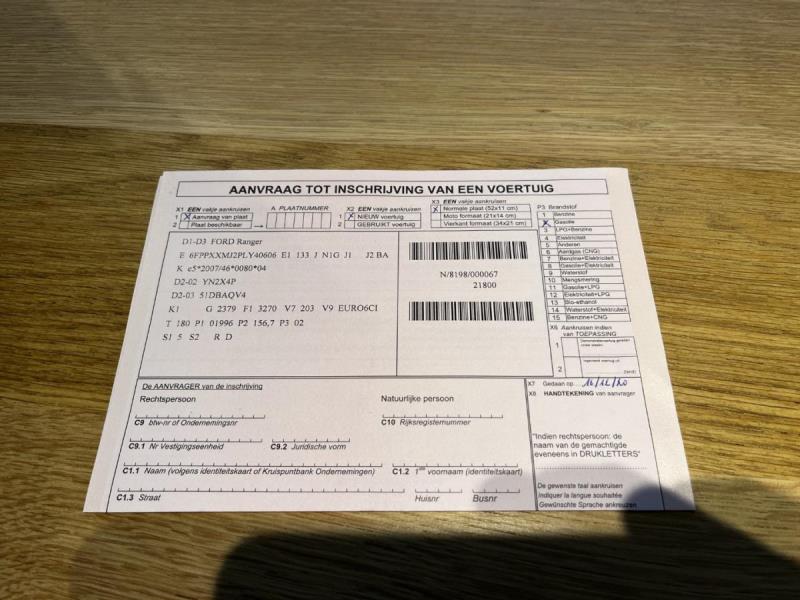 AANVRAAG TOT INSCHRIJVING VAN EEN VOERTUIG
X1 EEN vakje aankruisen
1 X Aanvraag van plaat
2 Plaat beschikbaar
A. PLAATNUMMER
X2 EEN vakje aankruisen
1 X NIEUW voertuig
2 GEBRUIKT voertuig
X3 EEN vakje aankruisen
X Normale plaat (52x11 cm)
2 Moto formaat (21x14 cm)
3 Vierkant formaat (34x21 cm)
P3 Brandstof
1 Benzine
X Gasolie
3 LPG+Benzine
4 Elektriciteit
5 Anderen
6 Aardgas (CNG)
7 Benzine+Elektriciteit
8 Gasolie+Elektriciteit
9 Waterstof
10 Mengsmering
11 Gasolie+LPG
12 Elektriciteit+LPG
13 Bio-ethanol
14 Waterstof+Elektriciteit
15 Benzine+CNG
D1-D3 FORD Ranger
E 6FPPXXMJ2PLY40606 E1 133 J N1G J1 J2 BA
K e5*2007/46*0080*04
D2-02 YN2X4P
D2-03 51DBAQV4
K1 G 2379 F1 3270 V7 203 V9 EURO6CI
T 180 P1 01996 P2 156,7 P3 02
S1 5 S2 R D
N/8198/000067
21800
X6 Aankruisen indien
van TOEPASSING
1
2
De AANVRAGER van de inschrijving
Rechtspersoon
Natuurlijke persoon
C9 btw-nr of Ondernemingsnr
C10 Rijksregisternummer
C9.1 Nr Vestigingseenheid
C9.2 Juridische vorm
C1.1 Naam (volgens identiteitskaart of Kruispuntbank Ondernemingen)
C1.2 1ste voornaam (identiteitskaart)
C1.3 Straat
Huisnr
Busnr
X7 Gedaan op
X8 HANDTEKENING van aanvrager
"Indien rechtspersoon: de
naam van de gemachtigde
eveneens in DRUKLETTERS"
De gewenste taal aankruisen
Indiquer la langue souhaitée
Gewünschte Sprache ankreuzen